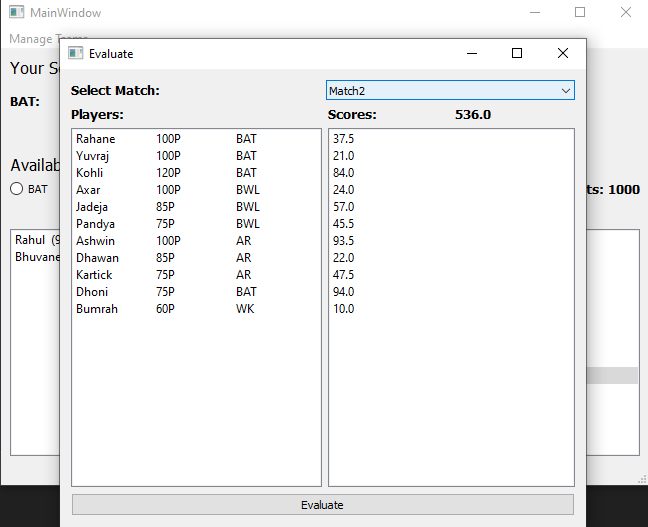 MainWindow
Manage Teams
Evaluate
Your Se
Select Match: Match2
BAT:
Players: Scores: 536.0
Rahane 100P BAT 37.5
Yuvraj 100P BAT 21.0
Kohli 120P BAT 84.0
Availab
Axar 100P BWL 24.0
BAT ts: 1000
Jadeja 85P BWL 57.0
Pandya 75P BWL 45.5
Rahul (9
Ashwin 100P AR 93.5
Bhuvane
Dhawan 85P AR 22.0
Kartick 75P AR 47.5
Dhoni 75P BAT 94.0
Bumrah 60P WK 10.0
Evaluate